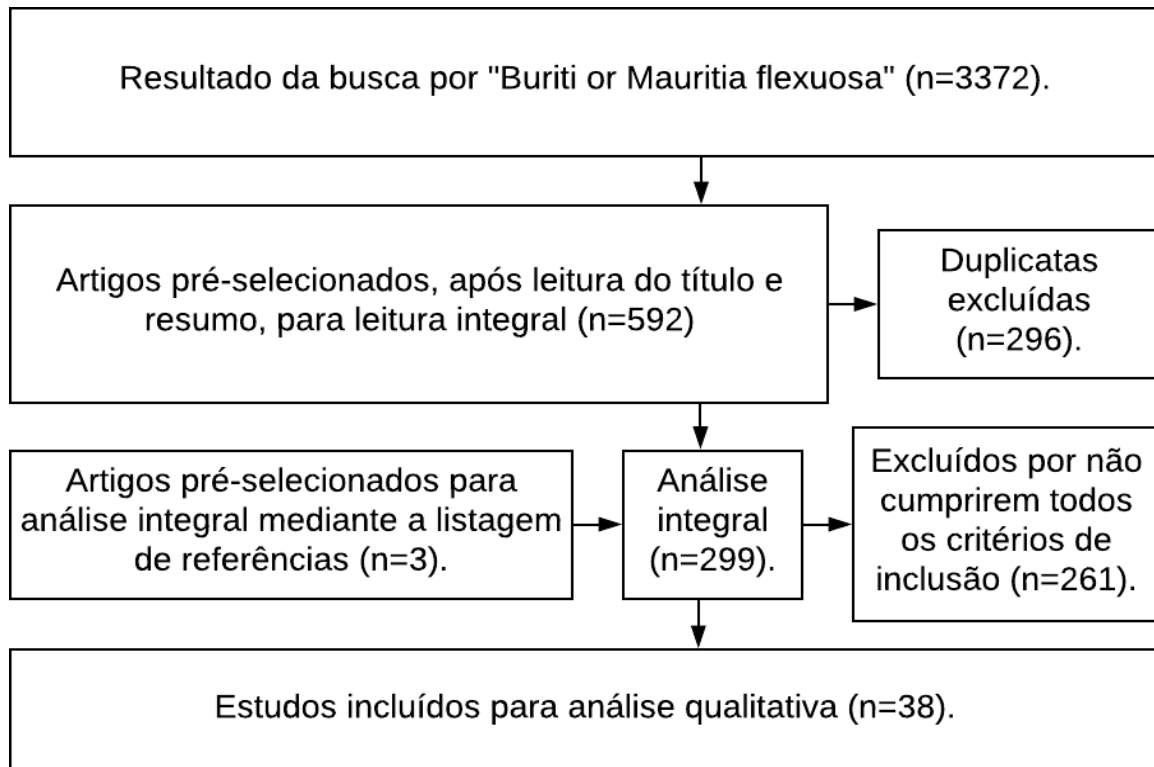 Resultado da busca por "Buriti or Mauritia flexuosa" (n=3372).
Artigos pré-selecionados, após leitura do título e
resumo, para leitura integral (n=592)
Duplicatas
excluídas
(n=296).
Artigos pré-selecionados para
análise integral mediante a listagem
de referências (n=3).
Análise
integral
(n=299).
Excluídos por não
cumprirem todos
os critérios de
inclusão (n=261).
Estudos incluídos para análise qualitativa (n=38).